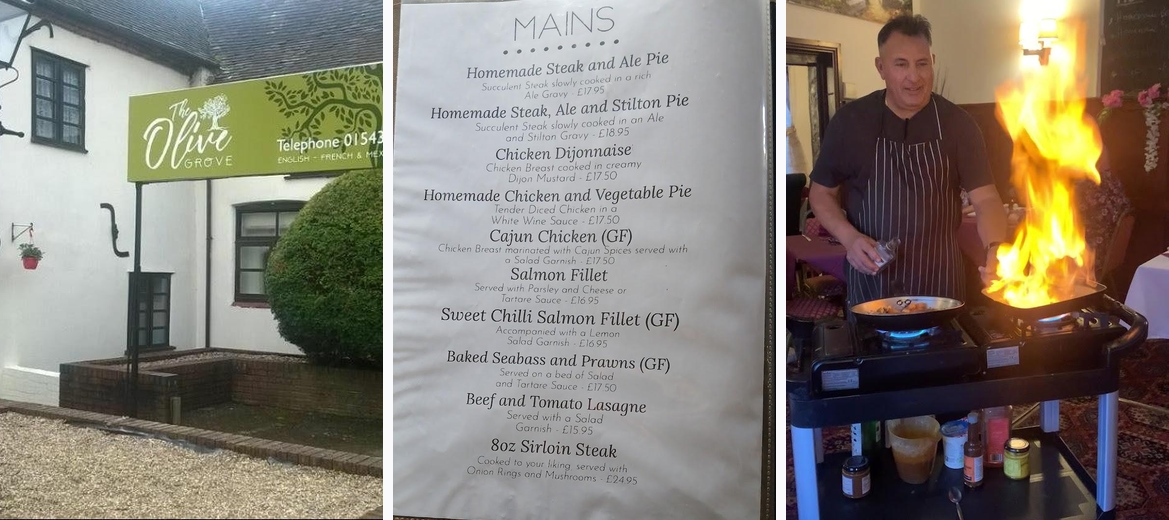 The
Olive
GROVE
Telephone 01543
ENGLISH - FRENCH & MEX
MAINS
Homemade Steak and Ale Pie
Succulent Steak slowly cooked in a rich
Ale Gravy - £17.95
Homemade Steak, Ale and Stilton Pie
Succulent Steak slowly cooked in an Ale
and Stilton Gravy - £18.95
Chicken Dijonnaise
Chicken Breast cooked in creamy
Dijon Mustard - £17.50
Homemade Chicken and Vegetable Pie
Tender Diced Chicken in a
White Wine Sauce - £17.50
Cajun Chicken (GF)
Chicken Breast marinated with Cajun Spices served with
a Salad Garnish - £17.50
Salmon Fillet
Served with Parsley and Cheese or
Tartare Sauce - £16.95
Sweet Chilli Salmon Fillet (GF)
Accompanied with a Lemon
Salad Garnish - £16.95
Baked Seabass and Prawns (GF)
Served on a bed of Salad
and Tartare Sauce - £17.50
Beef and Tomato Lasagne
Served with a Salad
Garnish - £15.95
8oz Sirloin Steak
Cooked to your liking served with
Onion Rings and Mushrooms - £24.95